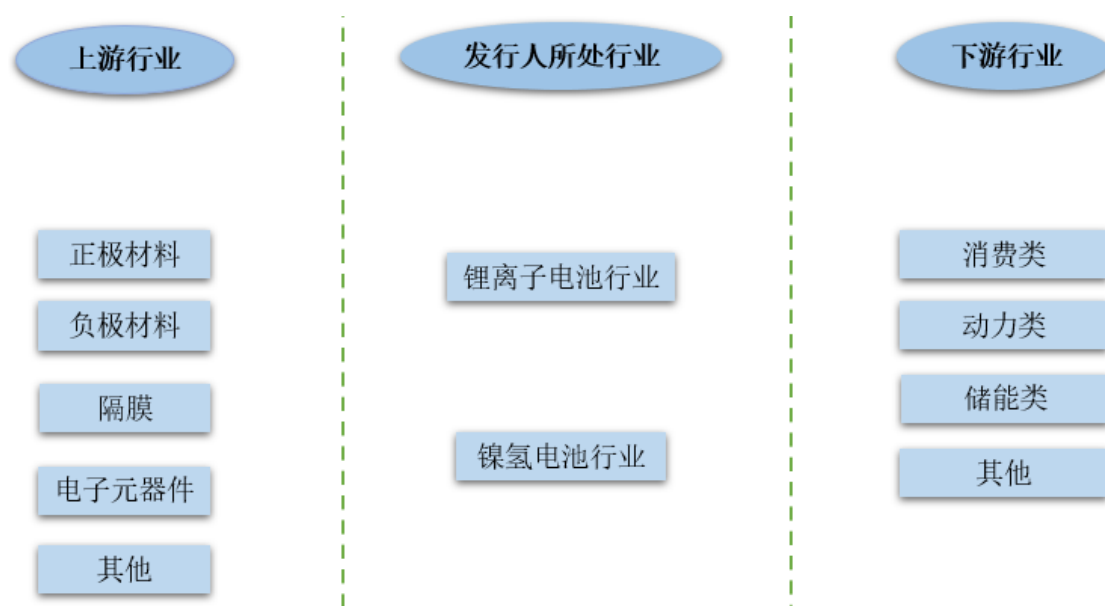 上游行业
发行人所处行业
下游行业
正极材料
负极材料
隔膜
电子元器件
其他
锂离子电池行业
镍氢电池行业
消费类
动力类
储能类
其他